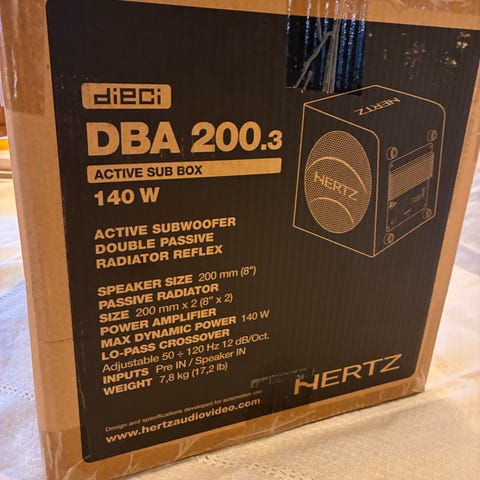 dieci
DBA 200.3
ACTIVE SUB BOX
140 W
ACTIVE SUBWOOFER
DOUBLE PASSIVE
RADIATOR REFLEX
SPEAKER SIZE 200 mm (8")
PASSIVE RADIATOR
SIZE 200 mm x 2 (8" x 2)
POWER AMPLIFIER
MAX DYNAMIC POWER 140 W
LO-PASS CROSSOVER
Adjustable 50 ÷ 120 Hz 12 dB/Oct.
INPUTS Pre IN / Speaker IN
WEIGHT 7,8 kg (17,2 lb)
Design and specifications developed for automotive use
www.hertzaudiovideo.com
HERTZ
HERTZ
HERTZ